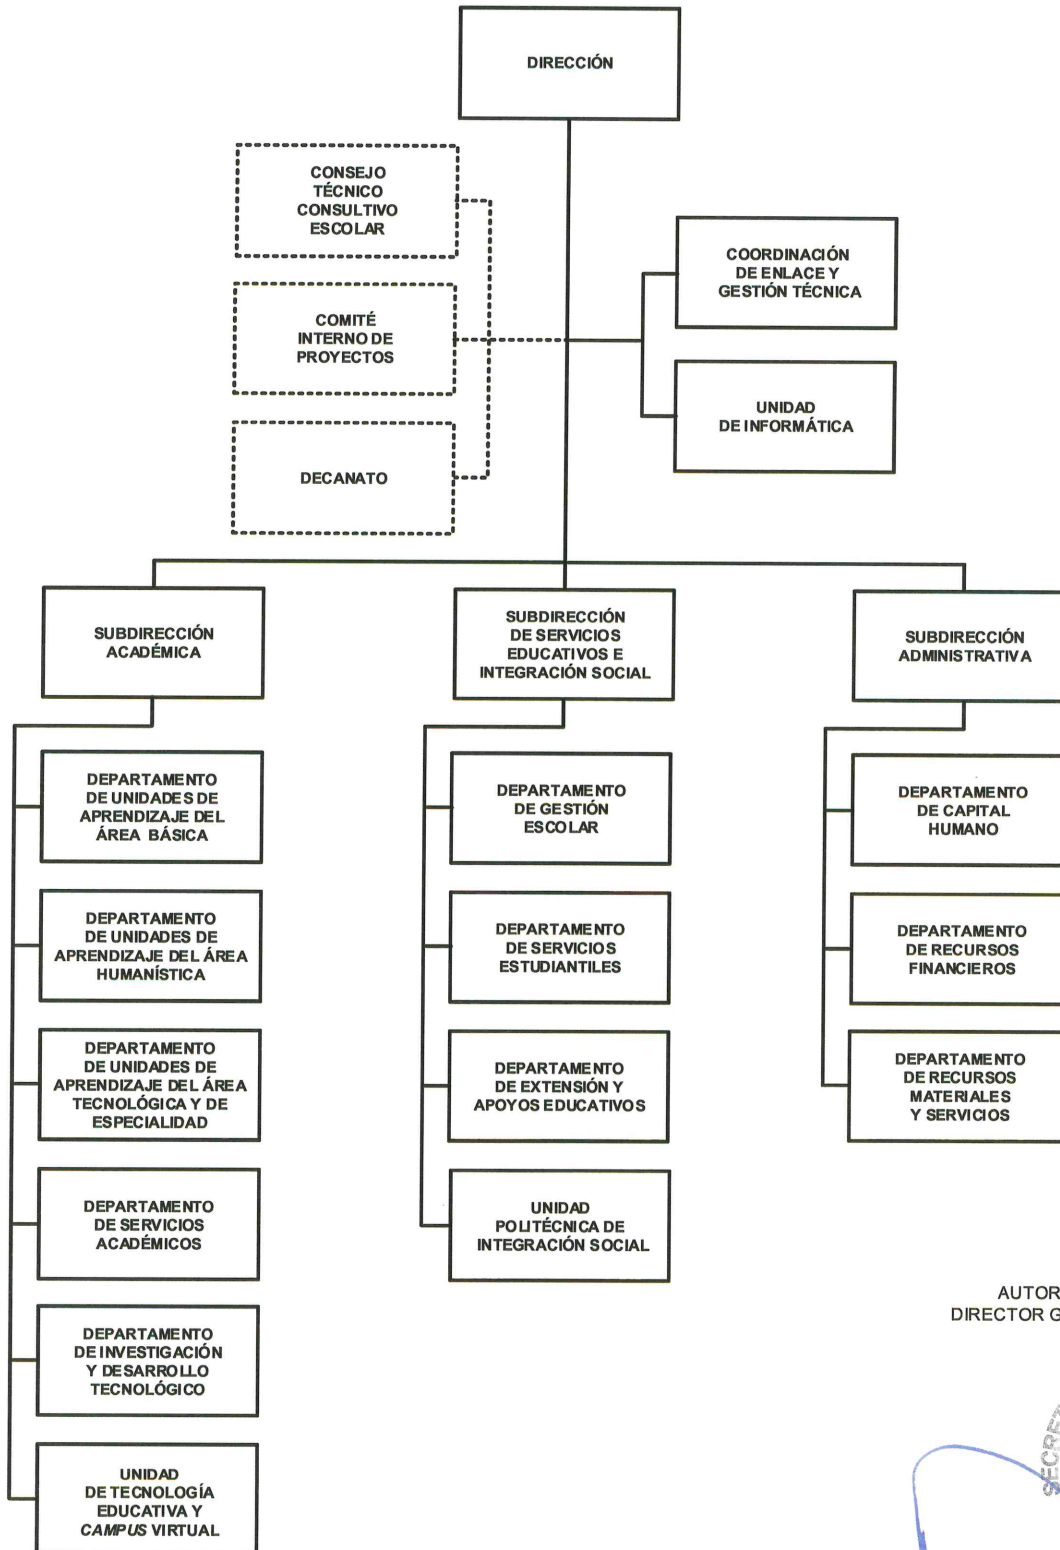 DIRECCIÓN
CONSEJO
TÉCNICO
CONSULTIVO
ESCOLAR
COORDINACIÓN
DE ENLACE Y
GESTIÓN TÉCNICA
COMITÉ
INTERNO DE
PROYECTOS
UNIDAD
DE INFORMÁTICA
DECANATO
SUBDIRECCIÓN
ACADÉMICA
SUBDIRECCIÓN
DE SERVICIOS
EDUCATIVOS E
INTEGRACIÓN SOCIAL
SUBDIRECCIÓN
ADMINISTRATIVA
DEPARTAMENTO
DE UNIDADES DE
APRENDIZAJE DEL
ÁREA BÁSICA
DEPARTAMENTO
DE GESTIÓN
ESCOLAR
DEPARTAMENTO
DE CAPITAL
HUMANO
DEPARTAMENTO
DE UNIDADES DE
APRENDIZAJE DEL ÁREA
HUMANÍSTICA
DEPARTAMENTO
DE SERVICIOS
ESTUDIANTILES
DEPARTAMENTO
DE RECURSOS
FINANCIEROS
DEPARTAMENTO
DE UNIDADES DE
APRENDIZAJE DEL ÁREA
TECNOLÓGICA Y DE
ESPECIALIDAD
DEPARTAMENTO
DE EXTENSIÓN Y
APOYOS EDUCATIVOS
DEPARTAMENTO
DE RECURSOS
MATERIALES
Y SERVICIOS
DEPARTAMENTO
DE SERVICIOS
ACADÉMICOS
UNIDAD
POLITÉCNICA DE
INTEGRACIÓN SOCIAL
DEPARTAMENTO
DE INVESTIGACIÓN
Y DESARROLLO
TECNOLÓGICO
UNIDAD
DE TECNOLOGÍA
EDUCATIVA Y
CAMPUS VIRTUAL
AUTOR
DIRECTOR G
SECRET